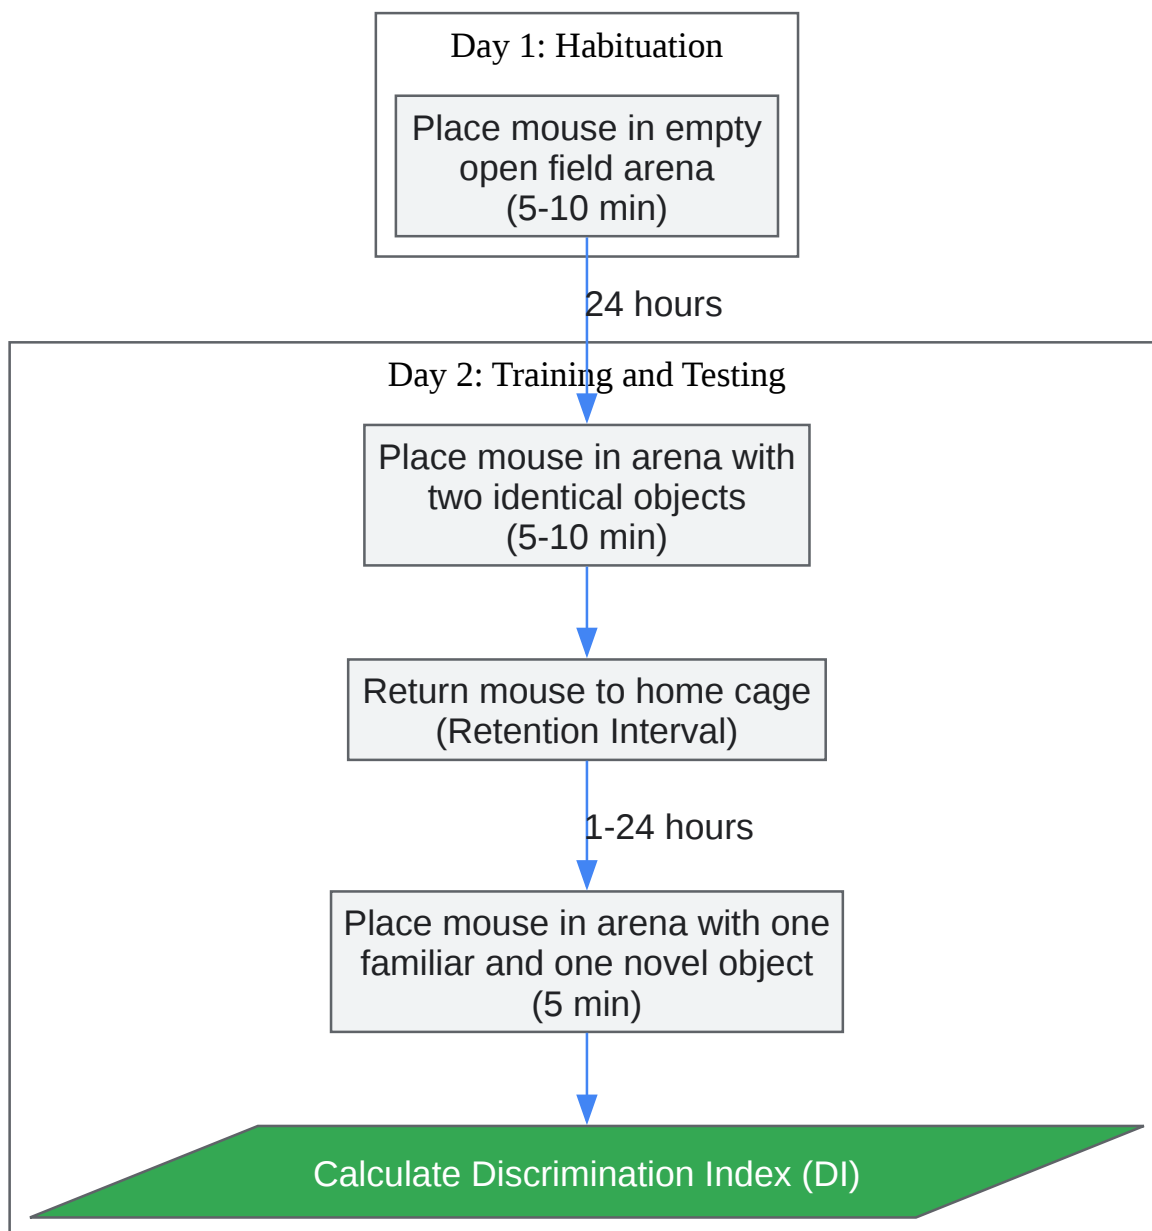 Day 1: Habituation
Place mouse in empty
open field arena
(5-10 min)
24 hours
Day 2: Training and Testing
Place mouse in arena with
two identical objects
(5-10 min)
Return mouse to home cage
(Retention Interval)
1-24 hours
Place mouse in arena with one
familiar and one novel object
(5 min)
Calculate Discrimination Index (DI)